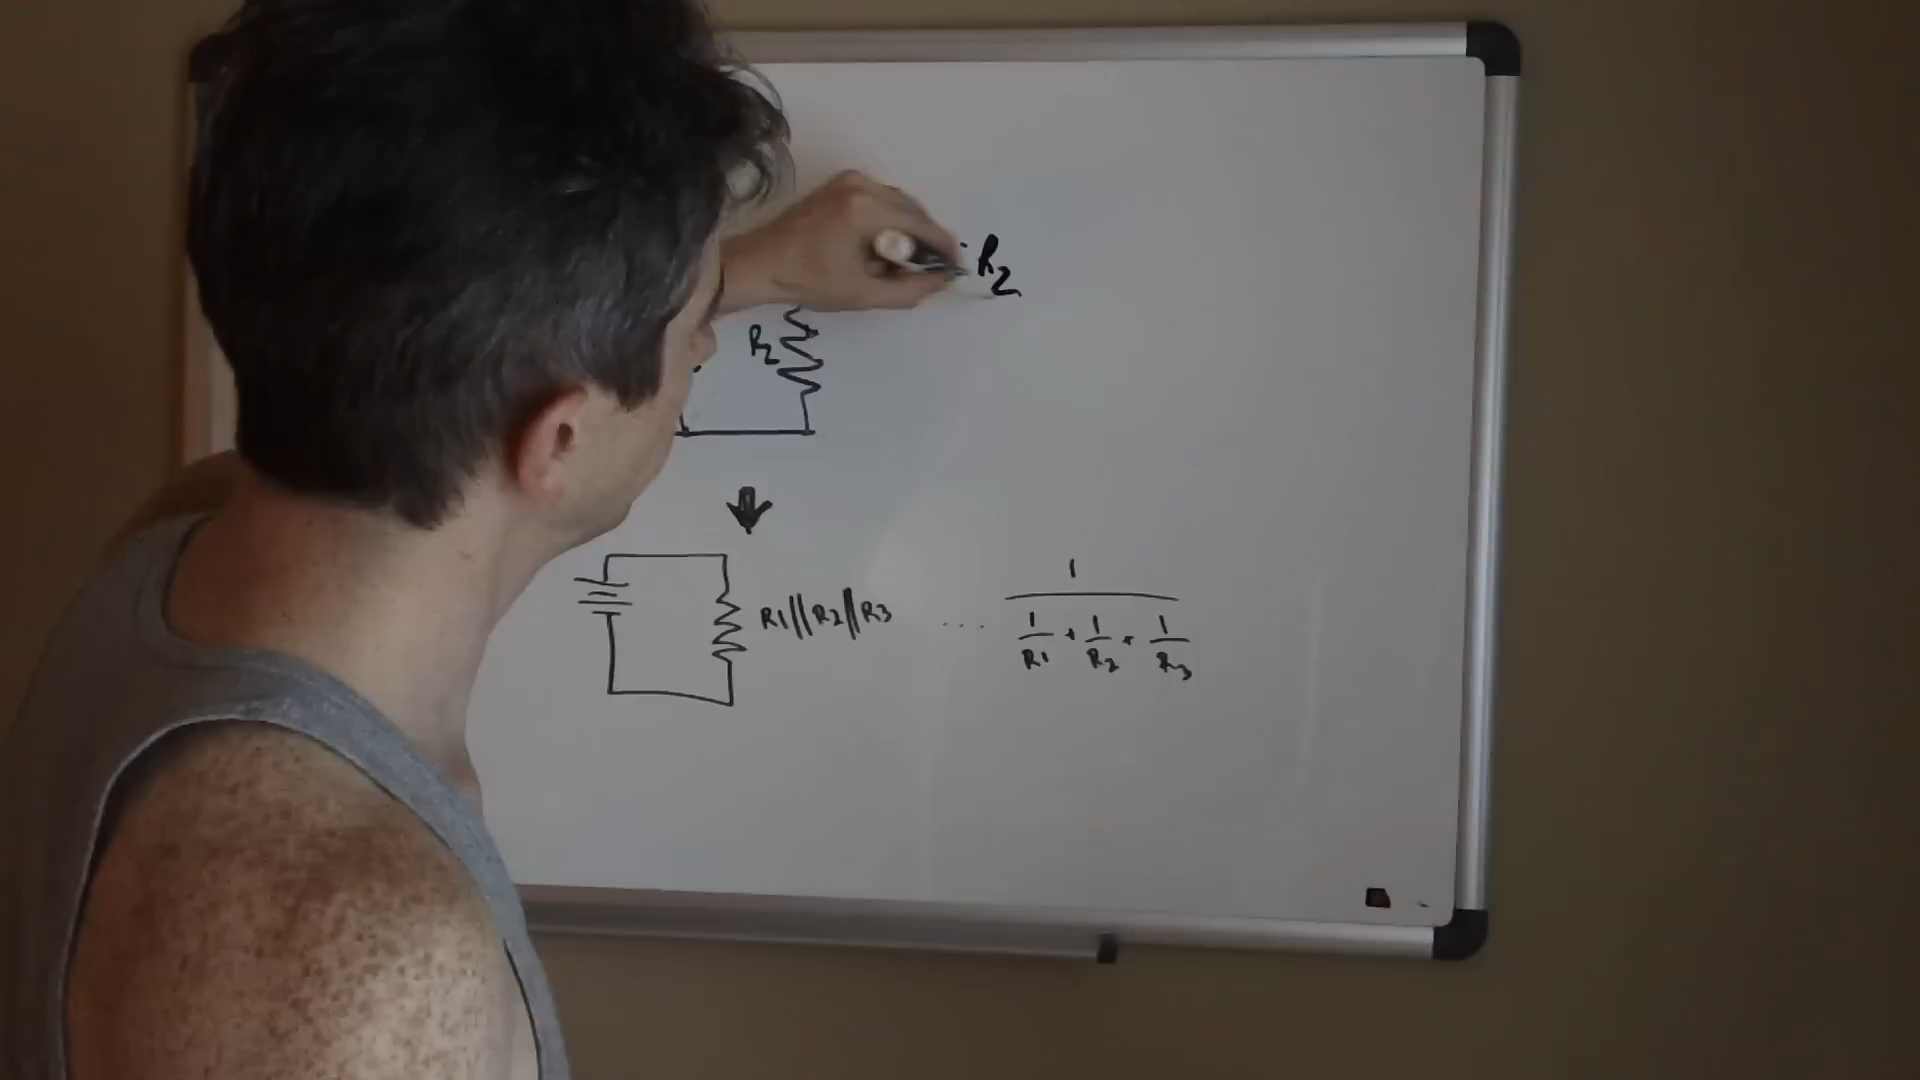 R2
R2
R1||R2||R3 .... 1
1/R1 + 1/R2 + 1/R3